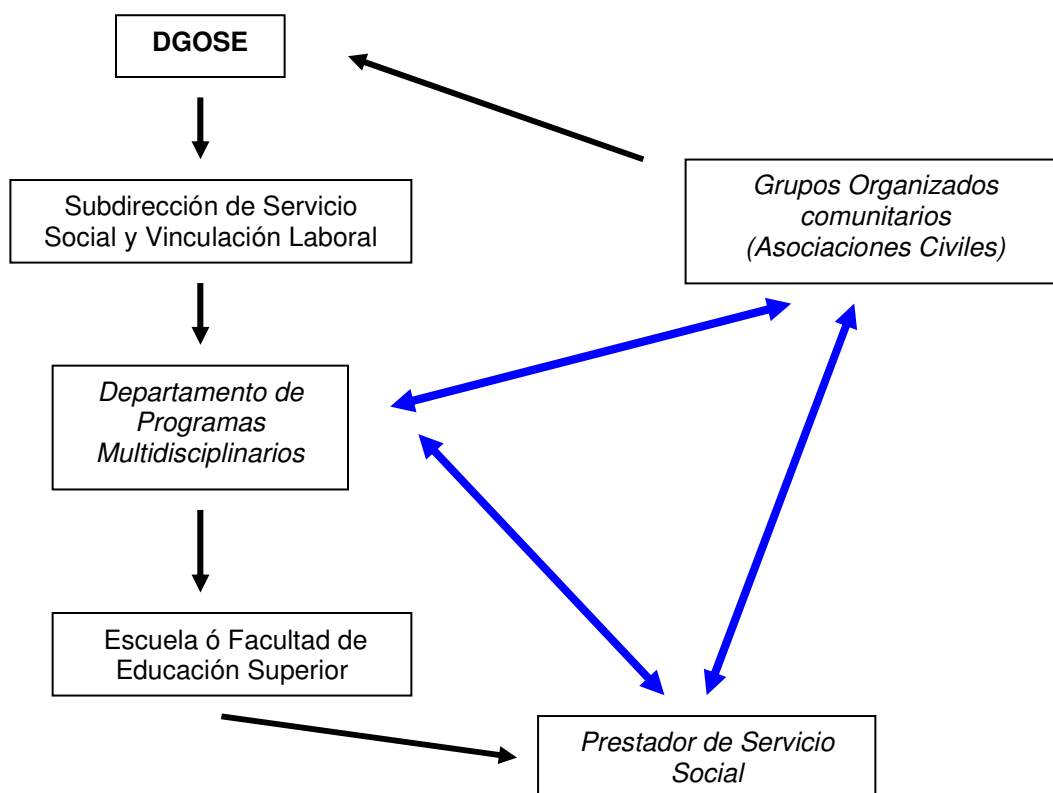 DGOSE
Subdirección de Servicio
Social y Vinculación Laboral
Grupos Organizados
comunitarios
(Asociaciones Civiles)
Departamento de
Programas
Multidisciplinarios
Escuela ó Facultad de
Educación Superior
Prestador de Servicio
Social